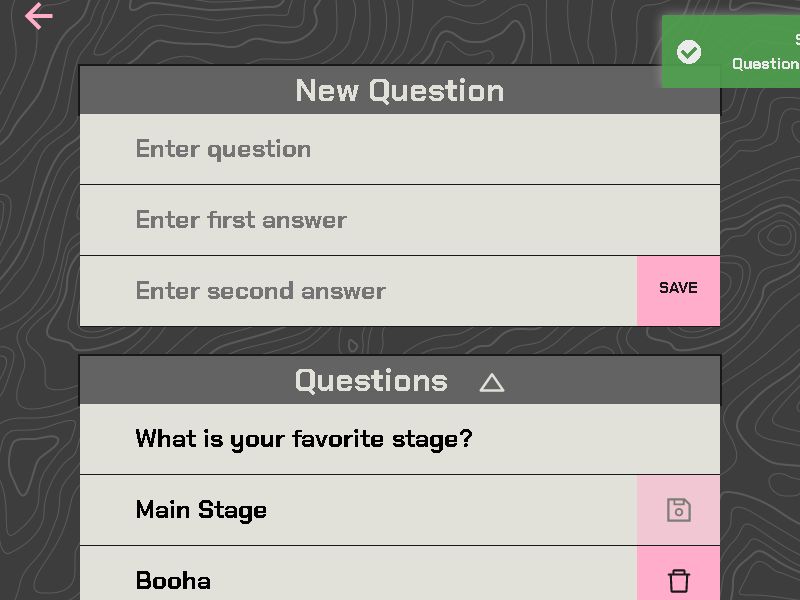 Question
New Question
Enter question
Enter first answer
Enter second answer
SAVE
Questions
What is your favorite stage?
Main Stage
Booha